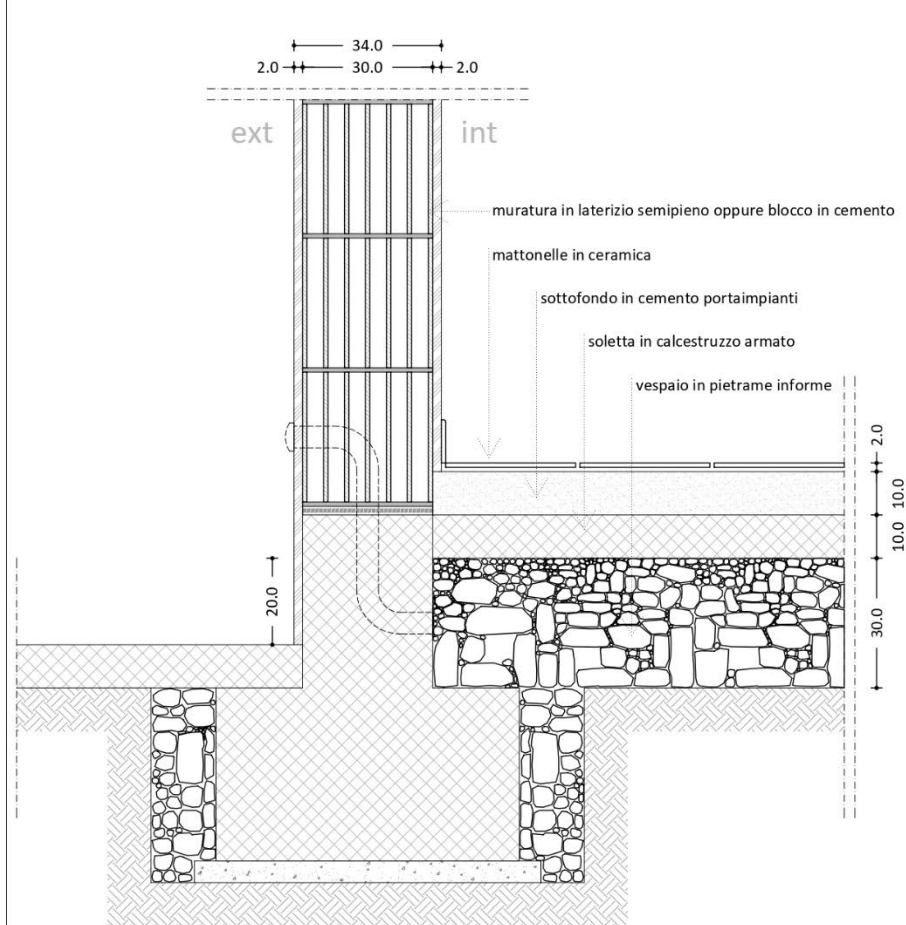 34.0
2.0 30.0 2.0
ext int
muratura in laterizio semipieno oppure blocco in cemento
mattonelle in ceramica
sottofondo in cemento portaimpianti
soletta in calcestruzzo armato
vespaio in pietrame informe
2.0
10.0
10.0
20.0
30.0